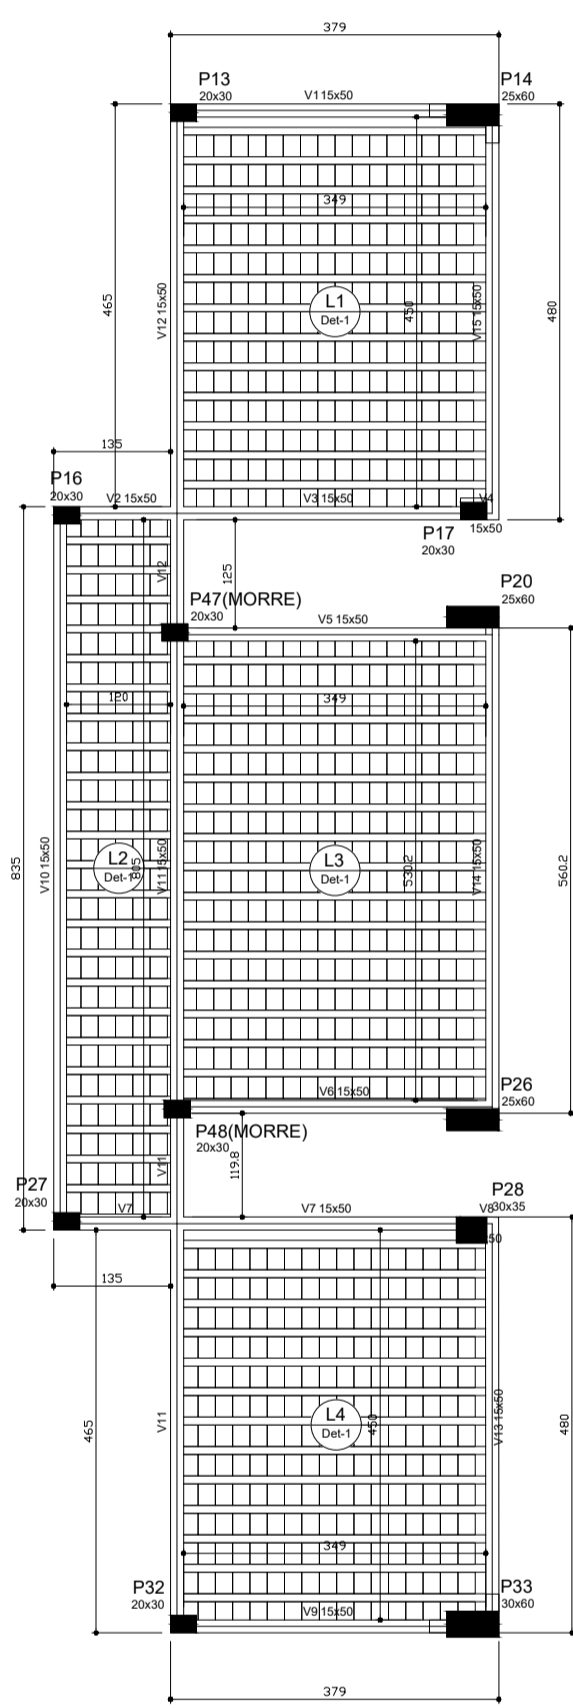 379
P13
20x30
V1 15x50
P14
25x60
349
465
V12 15x50
L1
Det-1
450
V15 15x50
480
135
P16
20x30
V2 15x50
V3 15x50
V4
15x50
P17
20x30
V12
125
P47(MORRE)
20x30
P20
25x60
V5 15x50
120
349
835
V10 15x50
L2
Det-1
805
V11 15x50
L3
Det-1
530.2
V14 15x50
560.2
V6 15x50
P26
25x60
P48(MORRE)
20x30
V11
119.8
P27
20x30
V7
V7 15x50
P28
30x35
V8
135
465
V11
L4
Det-1
450
V13 15x50
480
349
P32
20x30
V9 15x50
P33
30x60
379